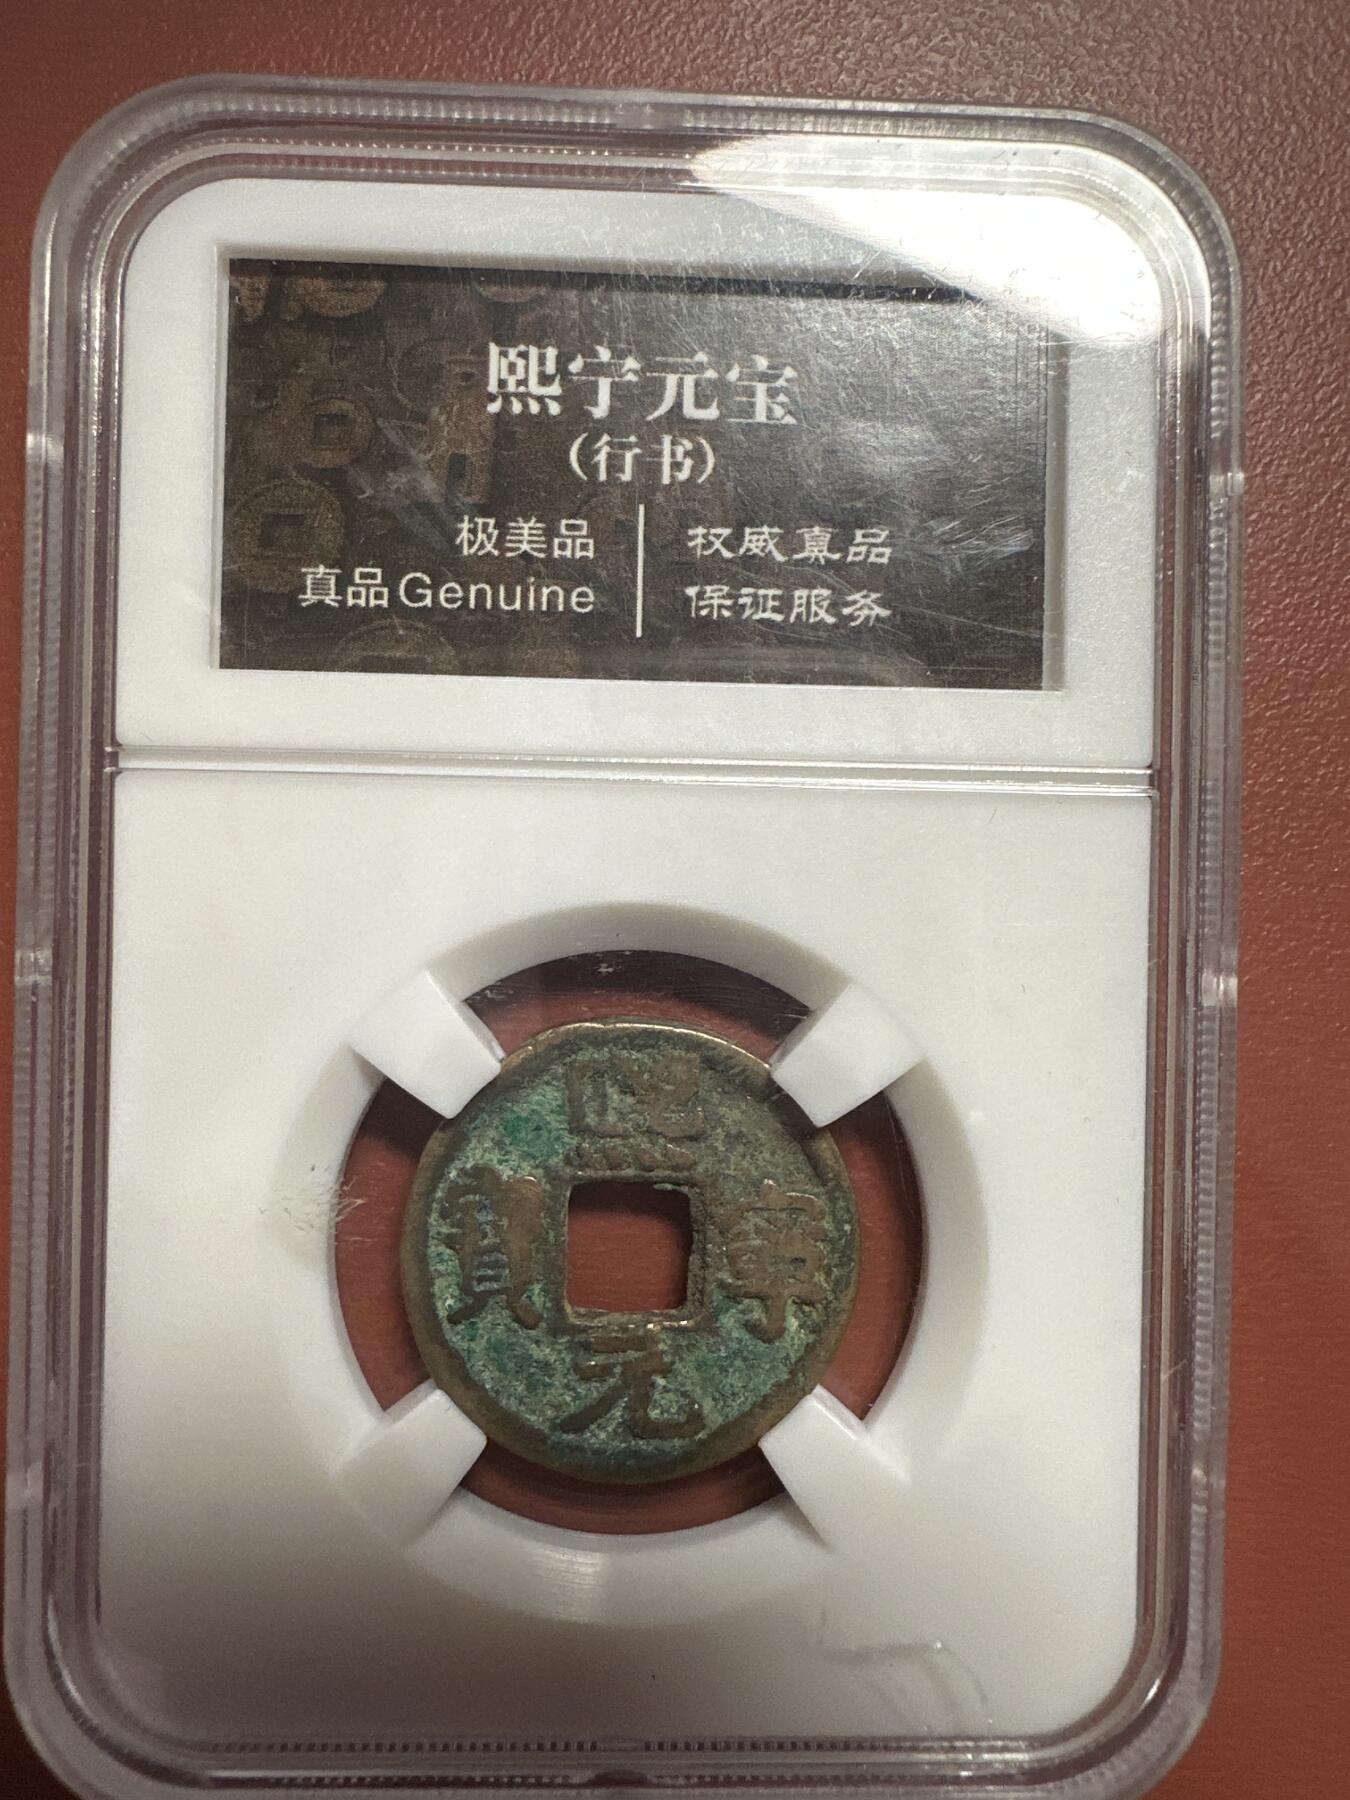 熙宁元宝
（行书）
极美品
真品Genuine
权威真品
保证服务
熙寧元寶